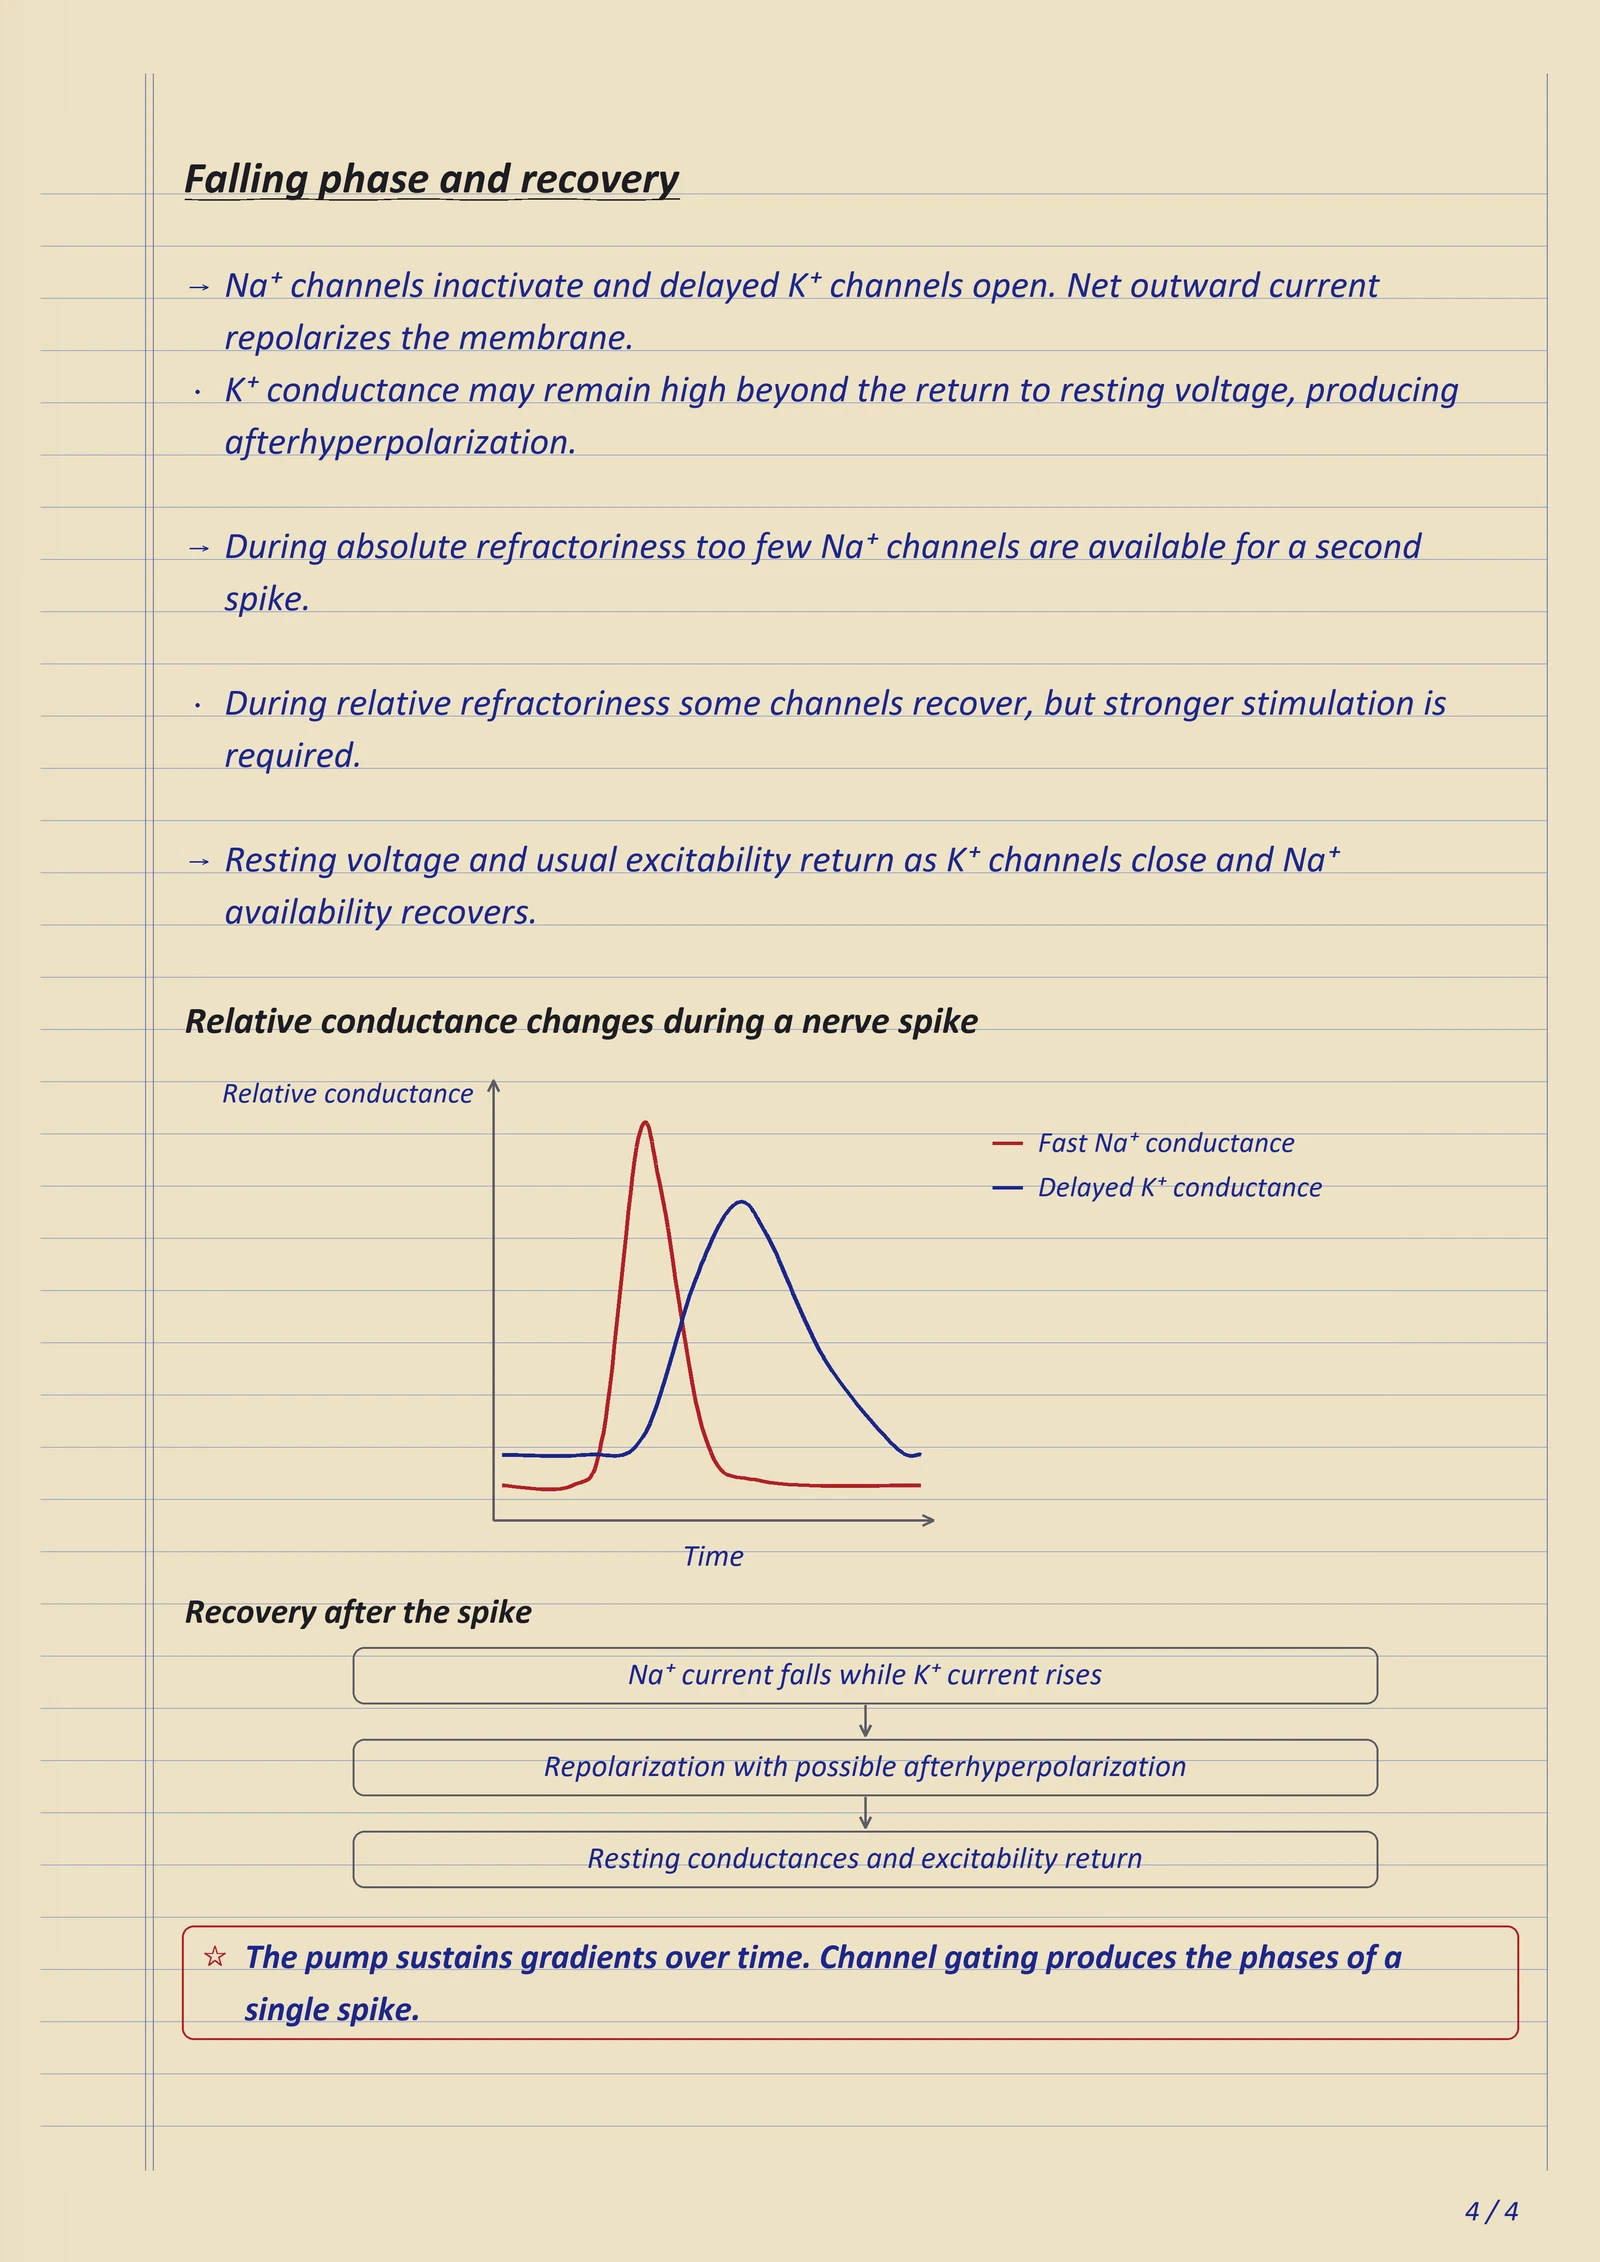 Falling phase and recovery
→ Na⁺ channels inactivate and delayed K⁺ channels open. Net outward current
repolarizes the membrane.
· K⁺ conductance may remain high beyond the return to resting voltage, producing
afterhyperpolarization.
→ During absolute refractoriness too few Na⁺ channels are available for a second
spike.
· During relative refractoriness some channels recover, but stronger stimulation is
required.
→ Resting voltage and usual excitability return as K⁺ channels close and Na⁺
availability recovers.
Relative conductance changes during a nerve spike
Relative conductance
Fast Na⁺ conductance
Delayed K⁺ conductance
Time
Recovery after the spike
Na⁺ current falls while K⁺ current rises
Repolarization with possible afterhyperpolarization
Resting conductances and excitability return
☆ The pump sustains gradients over time. Channel gating produces the phases of a
single spike.
4 / 4